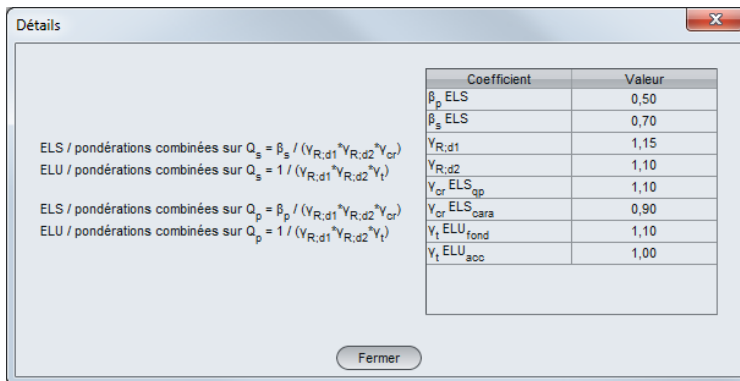 Détails
x
ELS / pondérations combinées sur Qs = βs / (γR;d1*γR;d2*γcr)
ELU / pondérations combinées sur Qs = 1 / (γR;d1*γR;d2*γt)
ELS / pondérations combinées sur Qp = βp / (γR;d1*γR;d2*γcr)
ELU / pondérations combinées sur Qp = 1 / (γR;d1*γR;d2*γt)
Coefficient Valeur
βp ELS 0,50
βs ELS 0,70
γR;d1 1,15
γR;d2 1,10
γcr ELSqp 1,10
γcr ELScara 0,90
γt ELUfond 1,10
γt ELUacc 1,00
Fermer